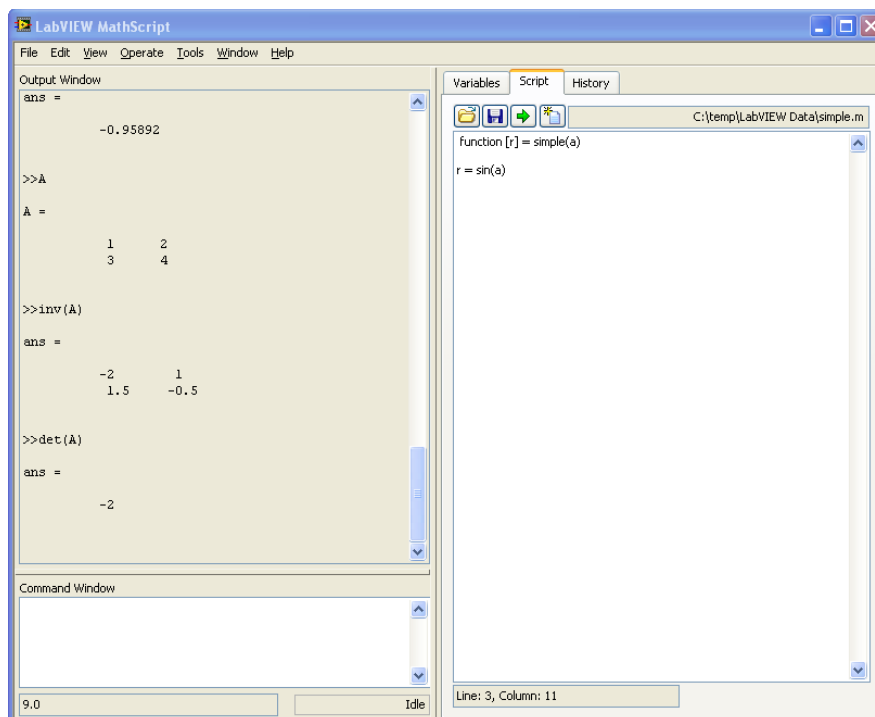 LabVIEW MathScript
File Edit View Operate Tools Window Help
Output Window
ans =
-0.95892
>>A
A =
1 2
3 4
>>inv(A)
ans =
-2 1
1.5 -0.5
>>det(A)
ans =
-2
Command Window
9.0 Idle
Variables Script History
C:\temp\LabVIEW Data\simple.m
function [r] = simple(a)
r = sin(a)
Line: 3, Column: 11